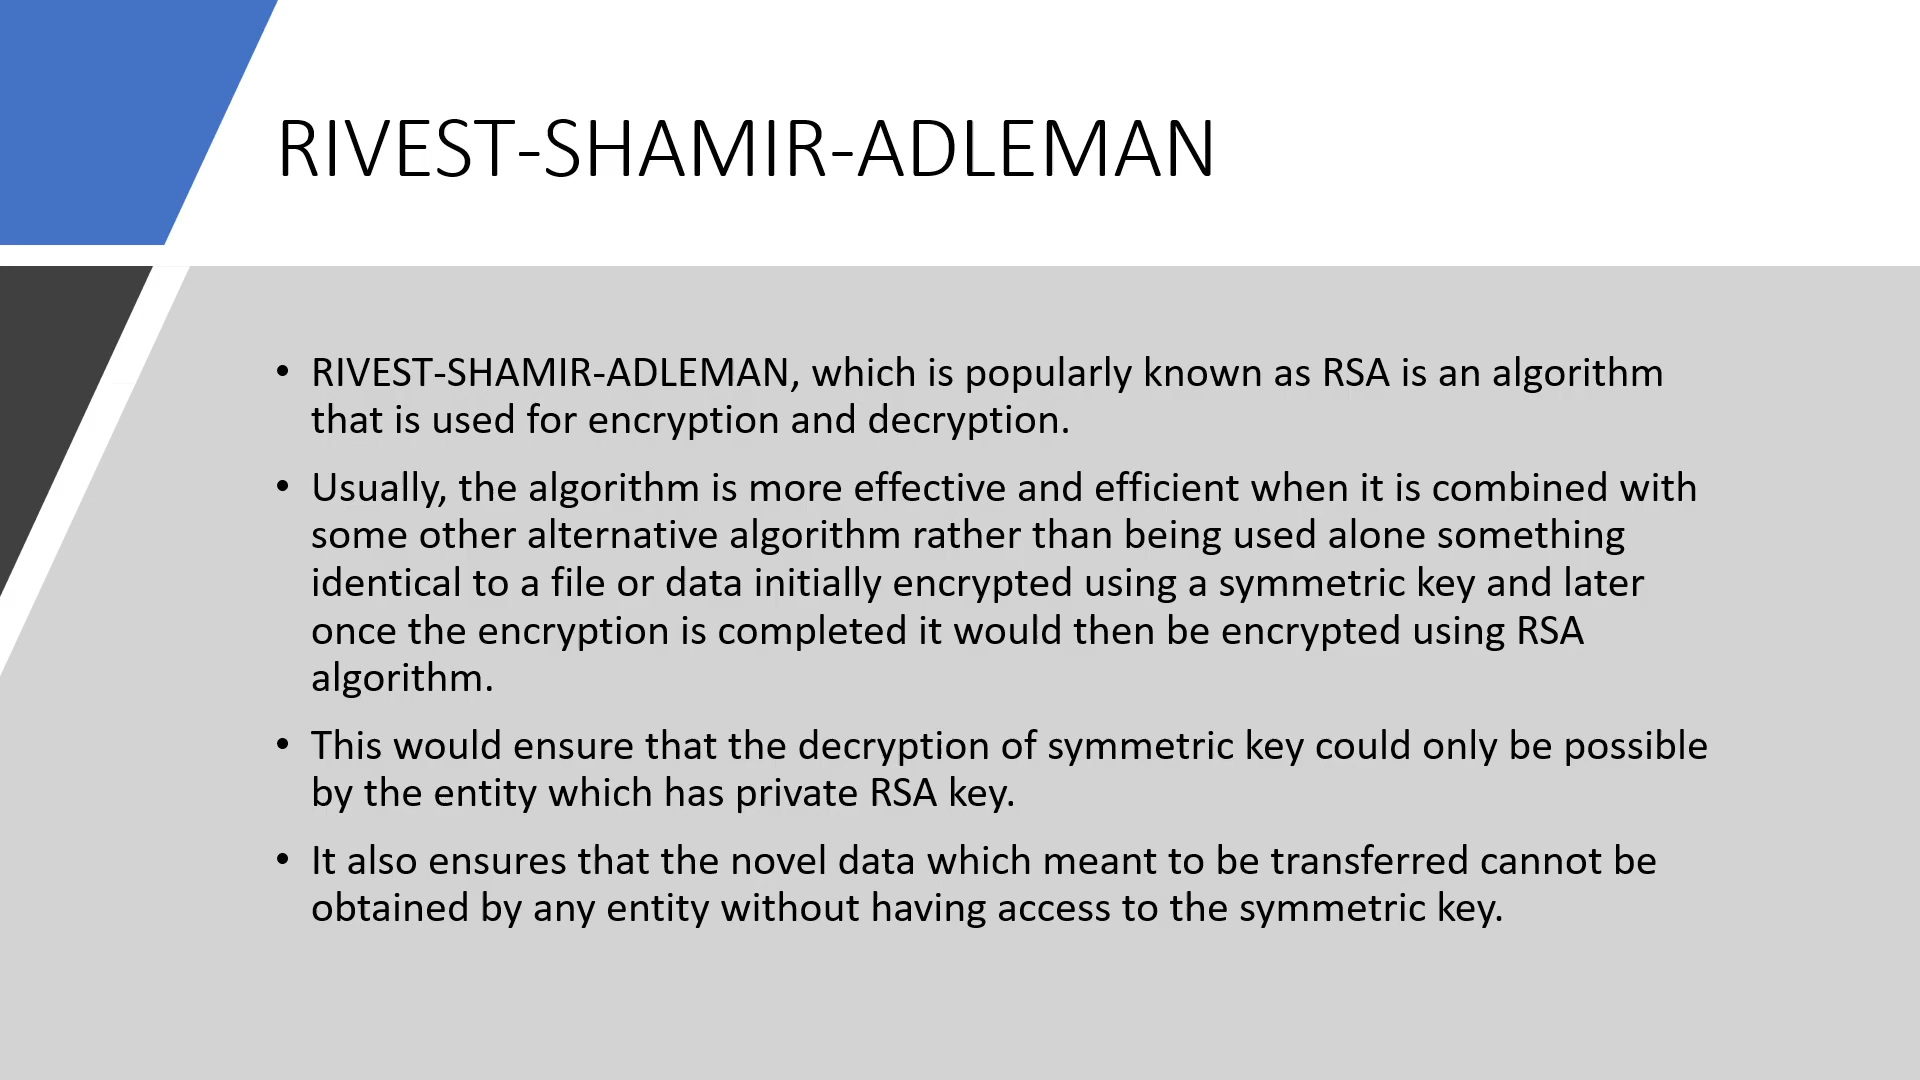 RIVEST-SHAMIR-ADLEMAN
• RIVEST-SHAMIR-ADLEMAN, which is popularly known as RSA is an algorithm
that is used for encryption and decryption.
• Usually, the algorithm is more effective and efficient when it is combined with
some other alternative algorithm rather than being used alone something
identical to a file or data initially encrypted using a symmetric key and later
once the encryption is completed it would then be encrypted using RSA
algorithm.
• This would ensure that the decryption of symmetric key could only be possible
by the entity which has private RSA key.
• It also ensures that the novel data which meant to be transferred cannot be
obtained by any entity without having access to the symmetric key.